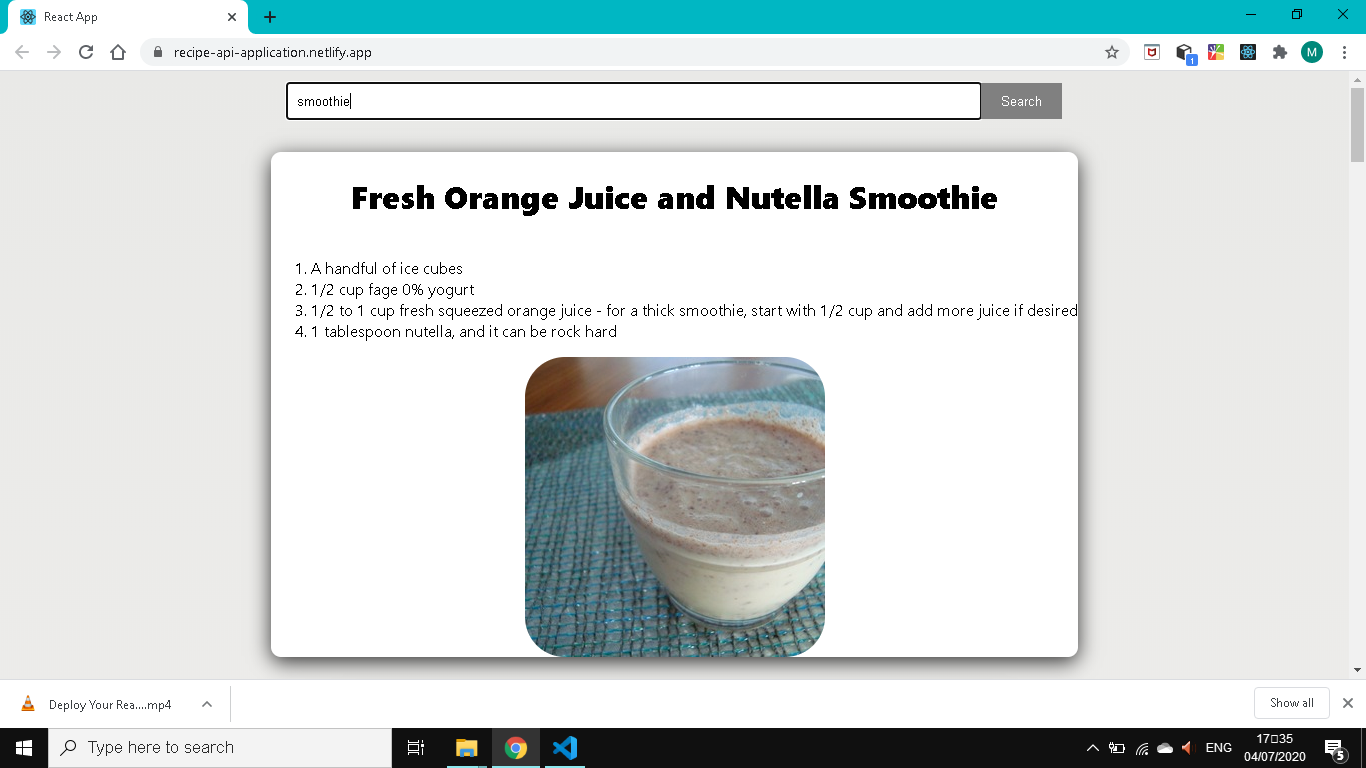 React App
recipe-api-application.netlify.app
1
M
smoothie
Search
Fresh Orange Juice and Nutella Smoothie
1. A handful of ice cubes
2. 1/2 cup fage 0% yogurt
3. 1/2 to 1 cup fresh squeezed orange juice - for a thick smoothie, start with 1/2 cup and add more juice if desired
4. 1 tablespoon nutella, and it can be rock hard
Deploy Your Rea....mp4
Show all
Type here to search
ENG
17▯35
04/07/2020
5